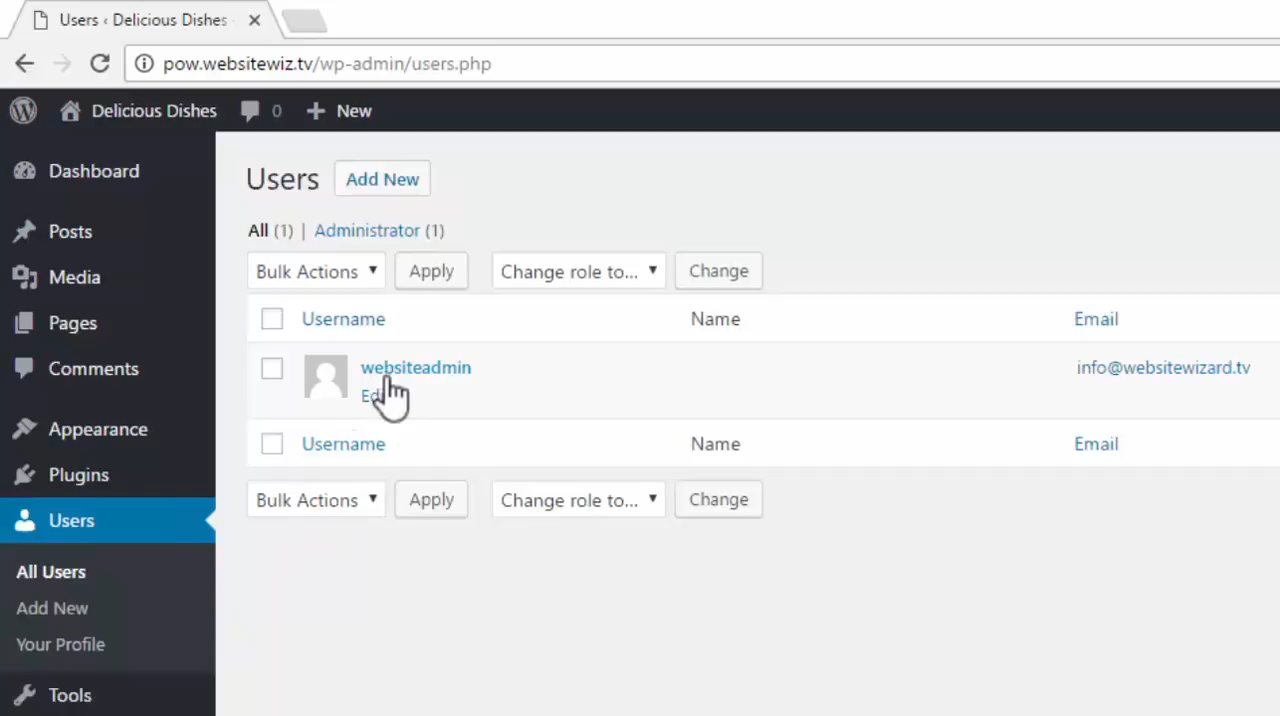 Users ‹ Delicious Dishes
pow.websitewiz.tv/wp-admin/users.php
Delicious Dishes 0 New
Dashboard
Posts
Media
Pages
Comments
Appearance
Plugins
Users
All Users
Add New
Your Profile
Tools
Users Add New
All (1) | Administrator (1)
Bulk Actions Apply Change role to... Change
Username Name Email
websiteadmin info@websitewizard.tv
Username Name Email
Bulk Actions Apply Change role to... Change